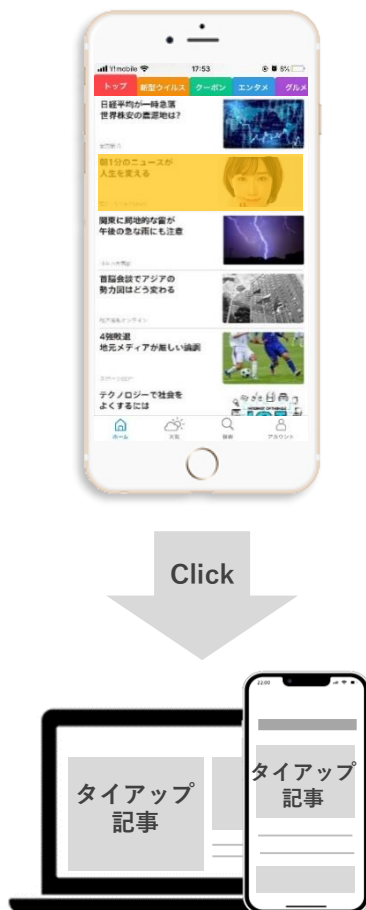 Y!mobile 17:53 8%
トップ 新型ウイルス クーポン エンタメ グルメ
日経平均が一時急落
世界株安の震源地は?
朝1分のニュースが
人生を変える
関東に局地的な雷が
午後の急な雨にも注意
首脳会談でアジアの
勢力図はどう変わる
4強敗退
地元メディアが厳しい論調
テクノロジーで社会を
よくするには
INTERNET OF THINGS
ホーム 天気 検索 アカウント
Click
22:00
タイアップ
記事
タイアップ
記事